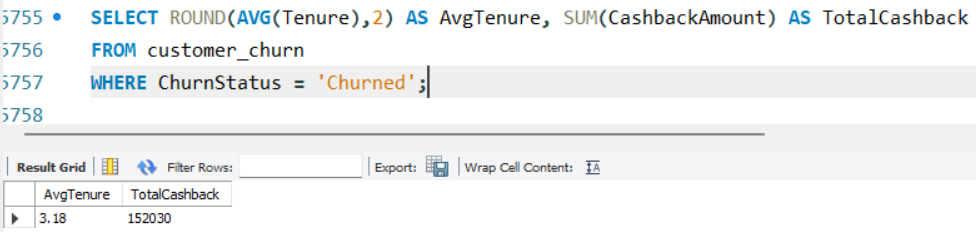 5755 SELECT ROUND(AVG(Tenure),2) AS AvgTenure, SUM(CashbackAmount) AS TotalCashback
5756 FROM customer_churn
5757 WHERE ChurnStatus = 'Churned';
5758
Result Grid Filter Rows: Export: Wrap Cell Content: IA
AvgTenure TotalCashback
3.18 152030